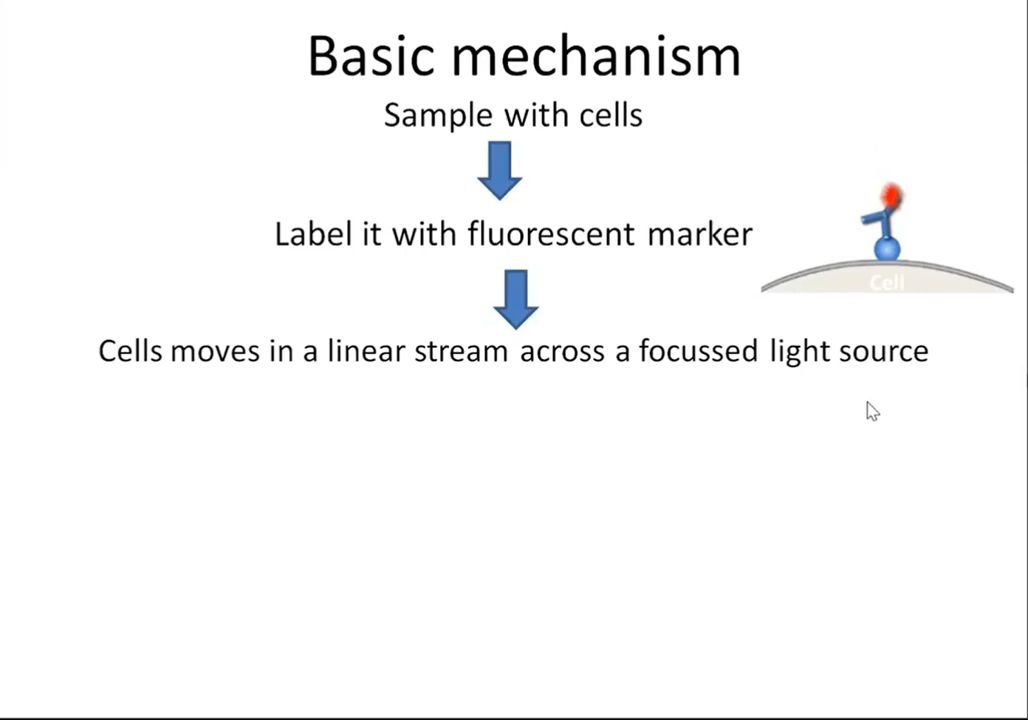 Basic mechanism
Sample with cells
Label it with fluorescent marker
Cell
Cells moves in a linear stream across a focussed light source